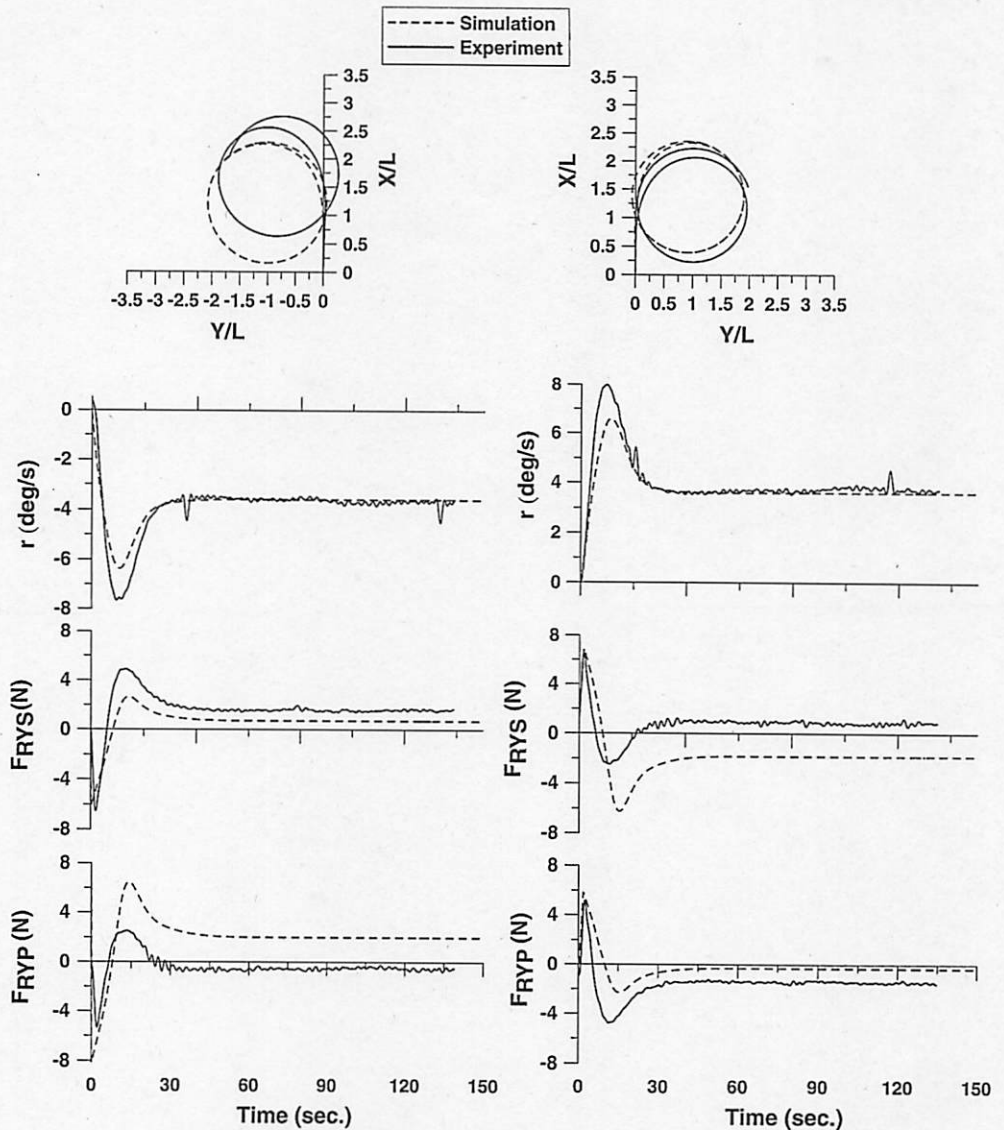 Simulation
Experiment
3.5
3
2.5
2
1.5
1
0.5
0
X/L
-3.5 -3 -2.5 -2 -1.5 -1 -0.5 0
Y/L
3.5
3
2.5
2
1.5
1
0.5
0
X/L
0 0.5 1 1.5 2 2.5 3 3.5
Y/L
0
-2
-4
-6
-8
r (deg/s)
8
6
4
2
0
r (deg/s)
8
4
0
-4
-8
FRYS(N)
8
4
0
-4
-8
FRYS (N)
8
4
0
-4
-8
FRYP (N)
0 30 60 90 120 150
Time (sec.)
8
4
0
-4
-8
FRYP (N)
0 30 60 90 120 150
Time (sec.)